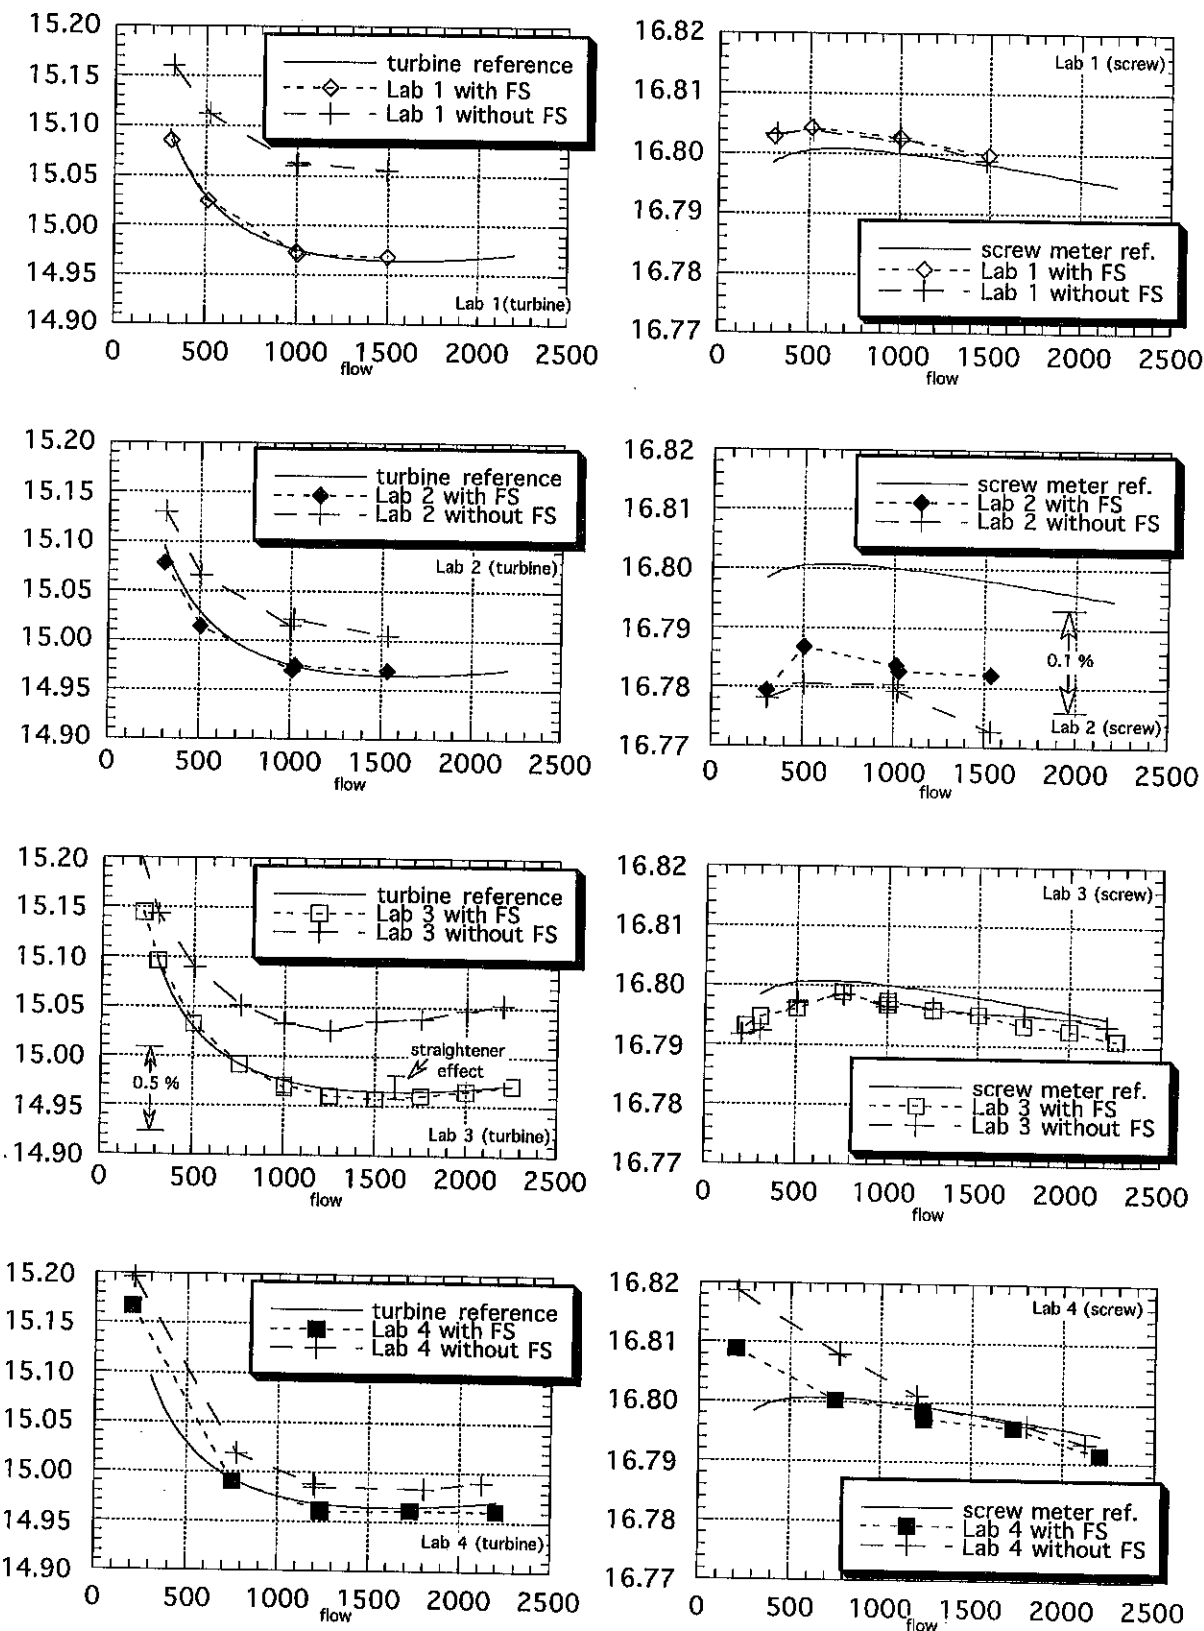 15.20
15.15
15.10
15.05
15.00
14.95
14.90
turbine reference
Lab 1 with FS
Lab 1 without FS
Lab 1(turbine)
0 500 1000 1500 2000 2500
flow
16.82
16.81
16.80
16.79
16.78
16.77
Lab 1 (screw)
screw meter ref.
Lab 1 with FS
Lab 1 without FS
0 500 1000 1500 2000 2500
flow
15.20
15.15
15.10
15.05
15.00
14.95
14.90
turbine reference
Lab 2 with FS
Lab 2 without FS
Lab 2 (turbine)
0 500 1000 1500 2000 2500
flow
16.82
16.81
16.80
16.79
16.78
16.77
screw meter ref.
Lab 2 with FS
Lab 2 without FS
0.1 %
Lab 2 (screw)
0 500 1000 1500 2000 2500
flow
15.20
15.15
15.10
15.05
15.00
14.95
14.90
turbine reference
Lab 3 with FS
Lab 3 without FS
straightener
effect
0.5 %
Lab 3 (turbine)
0 500 1000 1500 2000 2500
flow
16.82
16.81
16.80
16.79
16.78
16.77
Lab 3 (screw)
screw meter ref.
Lab 3 with FS
Lab 3 without FS
0 500 1000 1500 2000 2500
flow
15.20
15.15
15.10
15.05
15.00
14.95
14.90
turbine reference
Lab 4 with FS
Lab 4 without FS
Lab 4 (turbine)
0 500 1000 1500 2000 2500
flow
16.82
16.81
16.80
16.79
16.78
16.77
Lab 4 (screw)
screw meter ref.
Lab 4 with FS
Lab 4 without FS
0 500 1000 1500 2000 2500
flow